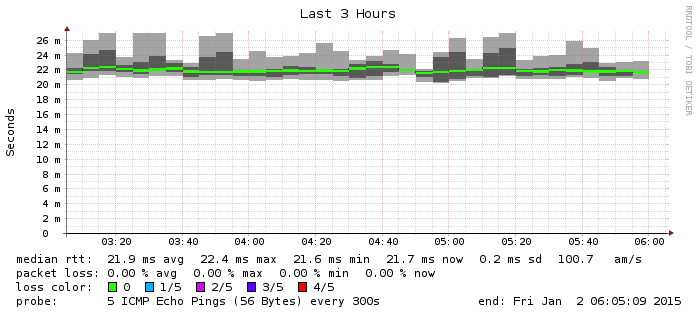 Last 3 Hours
RRDTOOL / TOBI OETIKER
Seconds
26 m
24 m
22 m
20 m
18 m
16 m
14 m
12 m
10 m
8 m
6 m
4 m
2 m
0
03:20 03:40 04:00 04:20 04:40 05:00 05:20 05:40 06:00
median rtt: 21.9 ms avg 22.4 ms max 21.6 ms min 21.7 ms now 0.2 ms sd 100.7 am/s
packet loss: 0.00 % avg 0.00 % max 0.00 % min 0.00 % now
loss color: 0 1/5 2/5 3/5 4/5
probe: 5 ICMP Echo Pings (56 Bytes) every 300s end: Fri Jan 2 06:05:09 2015